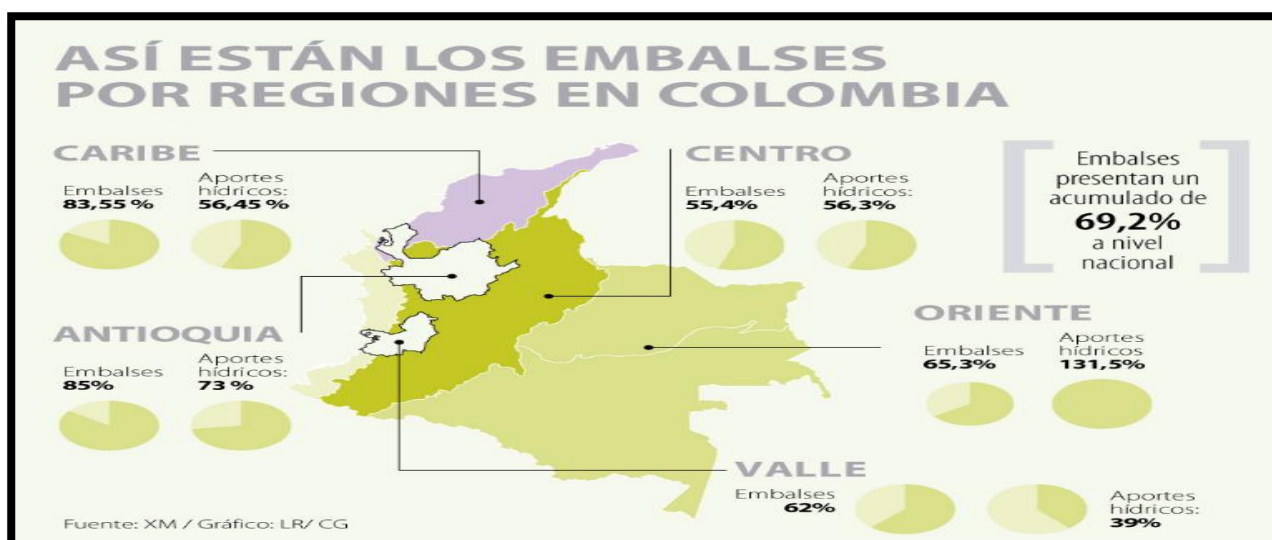 ASÍ ESTÁN LOS EMBALSES
POR REGIONES EN COLOMBIA
CARIBE
Embalses
83,55 %
Aportes
hídricos:
56,45 %
CENTRO
Embalses
55,4%
Aportes
hídricos:
56,3%
Embalses
presentan un
acumulado de
69,2%
a nivel
nacional
ANTIOQUIA
Embalses
85%
Aportes
hídricos:
73 %
ORIENTE
Embalses
65,3%
Aportes
hídricos
131,5%
VALLE
Embalses
62%
Aportes
hídricos:
39%
Fuente: XM / Gráfico: LR/ CG